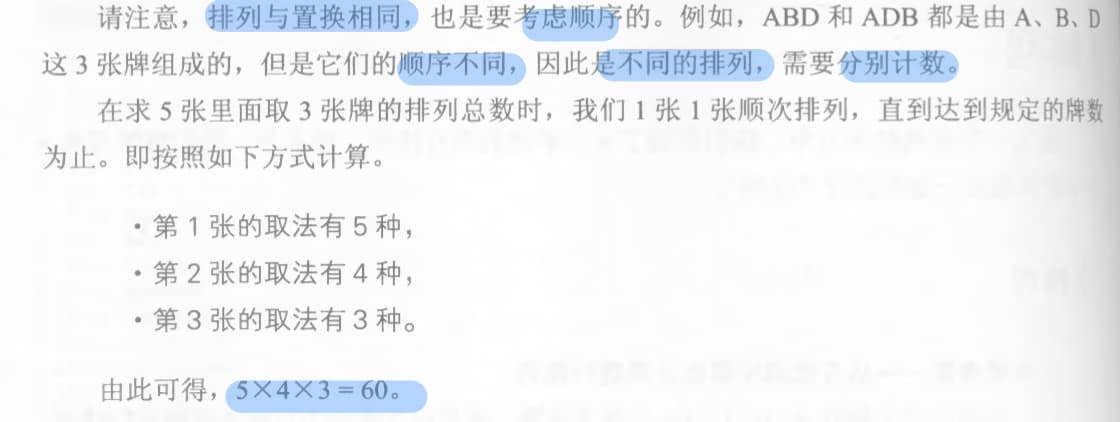 请注意，排列与置换相同，也是要考虑顺序的。例如，ABD 和 ADB 都是由 A、B、D
这 3 张牌组成的，但是它们的顺序不同，因此是不同的排列，需要分别计数。
在求 5 张里面取 3 张牌的排列总数时，我们 1 张 1 张顺次排列，直到达到规定的牌数
为止。即按照如下方式计算。
・第 1 张的取法有 5 种，
・第 2 张的取法有 4 种，
・第 3 张的取法有 3 种。
由此可得，5×4×3 = 60。